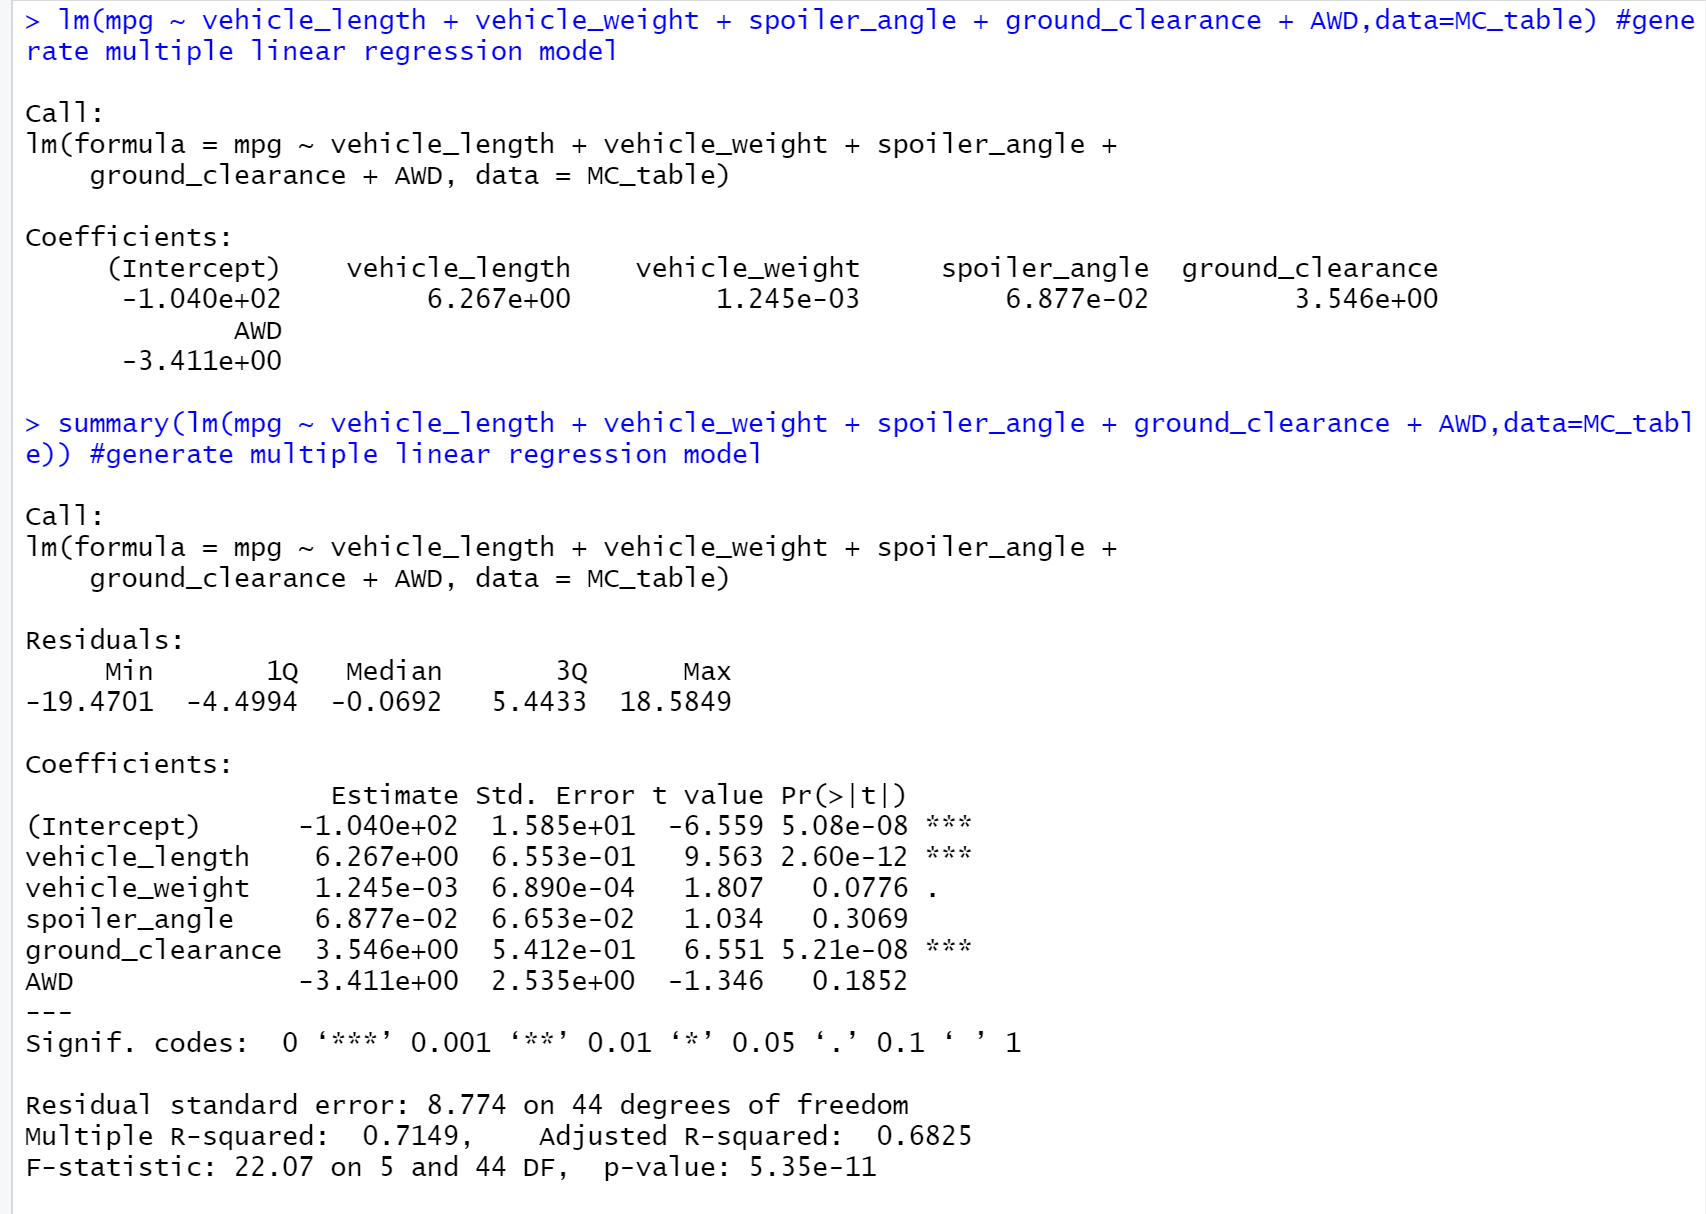 > lm(mpg ~ vehicle_length + vehicle_weight + spoiler_angle + ground_clearance + AWD,data=MC_table) #gene
rate multiple linear regression model
Call:
lm(formula = mpg ~ vehicle_length + vehicle_weight + spoiler_angle +
    ground_clearance + AWD, data = MC_table)
Coefficients:
     (Intercept)    vehicle_length    vehicle_weight     spoiler_angle  ground_clearance
      -1.040e+02         6.267e+00         1.245e-03         6.877e-02         3.546e+00
             AWD
      -3.411e+00
> summary(lm(mpg ~ vehicle_length + vehicle_weight + spoiler_angle + ground_clearance + AWD,data=MC_tabl
e)) #generate multiple linear regression model
Call:
lm(formula = mpg ~ vehicle_length + vehicle_weight + spoiler_angle +
    ground_clearance + AWD, data = MC_table)
Residuals:
     Min       1Q   Median       3Q      Max
-19.4701  -4.4994  -0.0692   5.4433  18.5849
Coefficients:
                   Estimate Std. Error t value Pr(>|t|)
(Intercept)      -1.040e+02  1.585e+01  -6.559 5.08e-08 ***
vehicle_length    6.267e+00  6.553e-01   9.563 2.60e-12 ***
vehicle_weight    1.245e-03  6.890e-04   1.807   0.0776 .
spoiler_angle     6.877e-02  6.653e-02   1.034   0.3069
ground_clearance  3.546e+00  5.412e-01   6.551 5.21e-08 ***
AWD              -3.411e+00  2.535e+00  -1.346   0.1852
---
Signif. codes:  0 ‘***’ 0.001 ‘**’ 0.01 ‘*’ 0.05 ‘.’ 0.1 ‘ ’ 1
Residual standard error: 8.774 on 44 degrees of freedom
Multiple R-squared:  0.7149,    Adjusted R-squared:  0.6825
F-statistic: 22.07 on 5 and 44 DF,  p-value: 5.35e-11